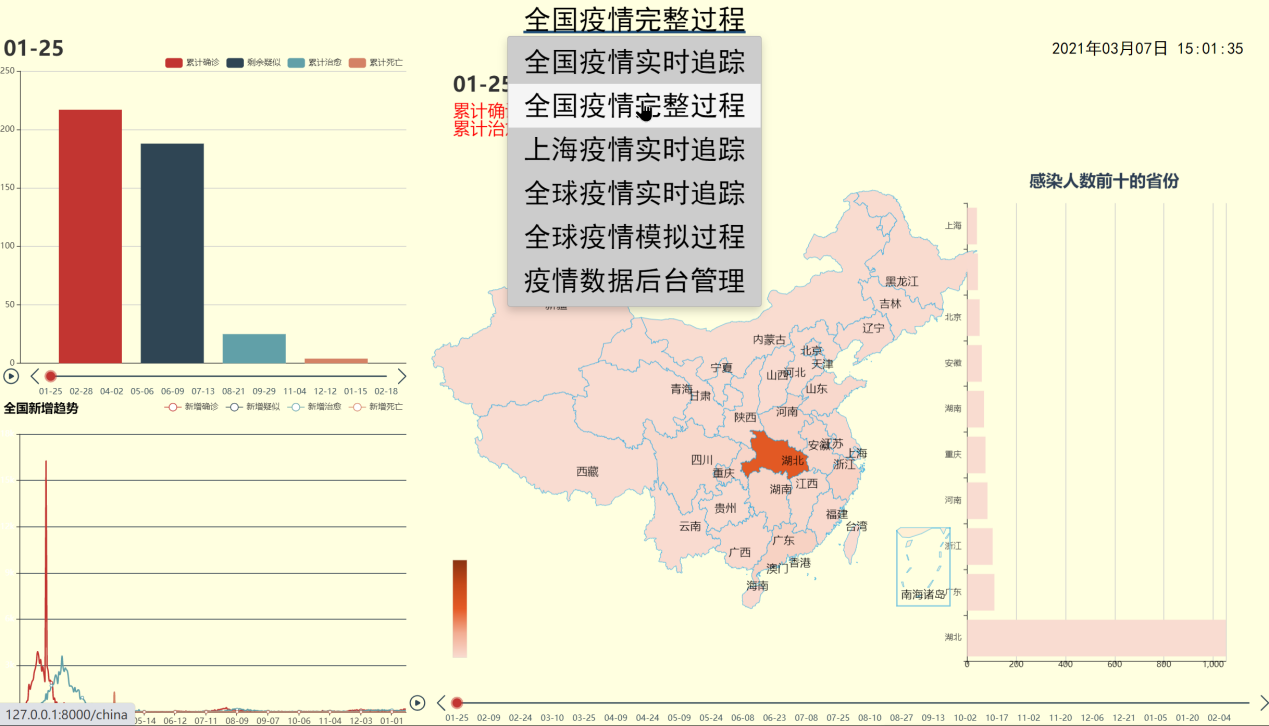 全国疫情完整过程
全国疫情实时追踪
全国疫情完整过程
上海疫情实时追踪
全球疫情实时追踪
全球疫情模拟过程
疫情数据后台管理
2021年03月07日 15:01:35
01-25
累计确诊 剩余疑似 累计治愈 累计死亡
250
200
150
100
50
0
01-25 02-28 04-02 05-06 06-09 07-13 08-21 09-29 11-04 12-12 01-15 02-18
全国新增趋势
新增确诊 新增疑似 新增治愈 新增死亡
05-14 06-12 07-11 08-09 09-07 10-06 11-04 12-03 01-01
127.0.0.1:8000/china
01-25
累计确
累计治
黑龙江
吉林
辽宁
内蒙古
北京
天津
宁夏
山西
河北
青海
甘肃
山东
陕西
河南
安徽
江苏
四川
湖北
上海
浙江
西藏
重庆
湖南
江西
贵州
福建
云南
台湾
广东
广西
香港
澳门
海南
南海诸岛
感染人数前十的省份
上海
北京
安徽
湖南
重庆
河南
浙江
广东
湖北
0 200 400 600 800 1,000
01-25 02-09 02-24 03-10 03-25 04-09 04-24 05-09 05-24 06-08 06-23 07-08 07-25 08-10 08-27 09-13 10-02 10-17 11-02 11-20 12-06 12-21 01-05 01-20 02-04